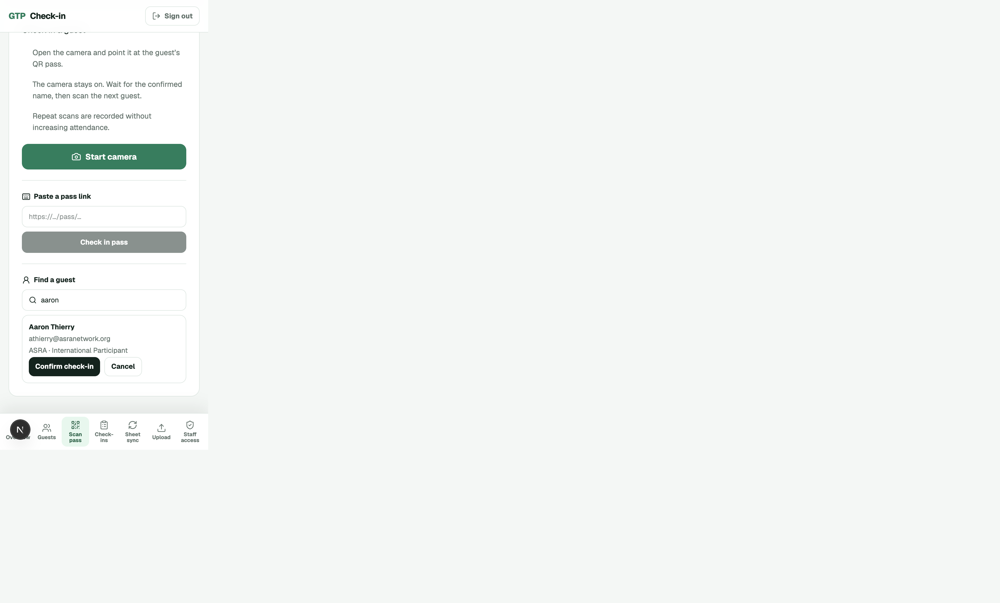 GTP Check-in
Sign out
Check in a guest
Open the camera and point it at the guest’s
QR pass.
The camera stays on. Wait for the confirmed
name, then scan the next guest.
Repeat scans are recorded without
increasing attendance.
Start camera
Paste a pass link
https://…/pass/…
Check in pass
Find a guest
aaron
Aaron Thierry
athierry@asranetwork.org
ASRA · International Participant
Confirm check-in
Cancel
N
Guests
Scan
pass
Check-
ins
Sheet
sync
Upload
Staff
access